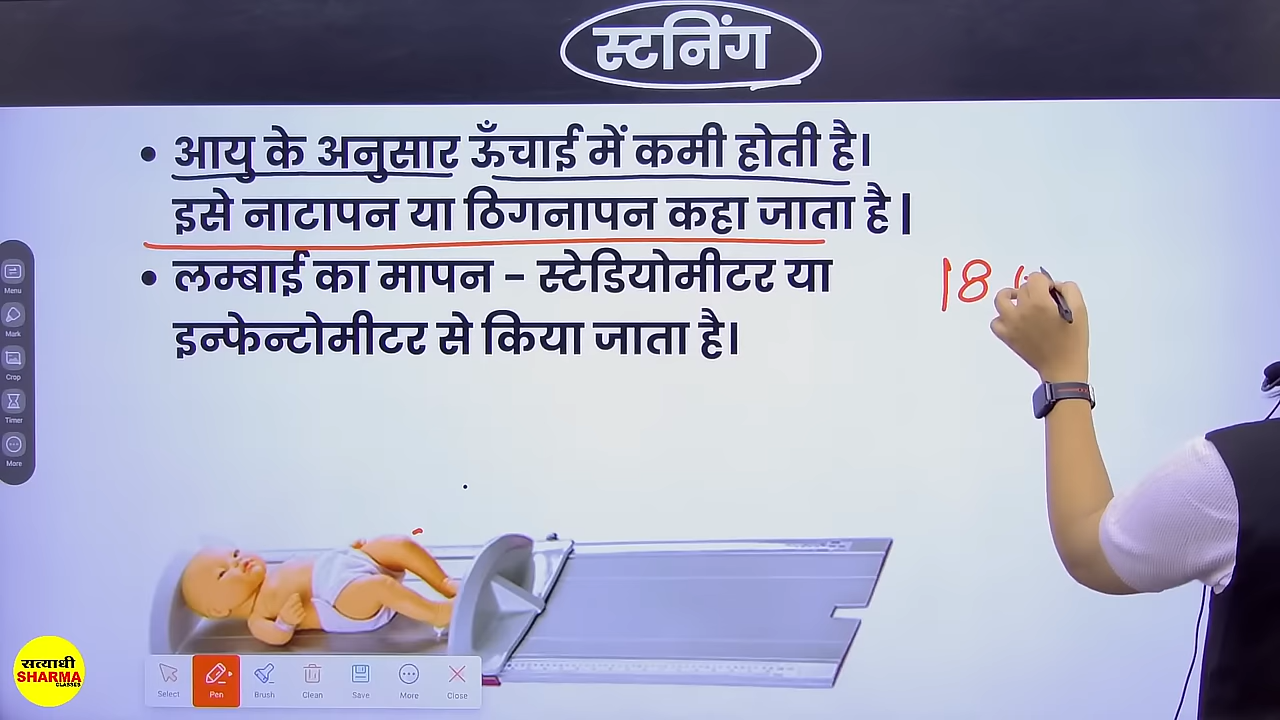 स्टनिंग
• आयु के अनुसार ऊँचाई में कमी होती है।
इसे नाटापन या ठिगनापन कहा जाता है |
• लम्बाई का मापन - स्टेडियोमीटर या
इन्फेन्टोमीटर से किया जाता है।
18
Menu
Mark
Crop
Timer
More
Select
Pen
Brush
Clean
Save
More
Close
सत्याधी
SHARMA
CLASSES